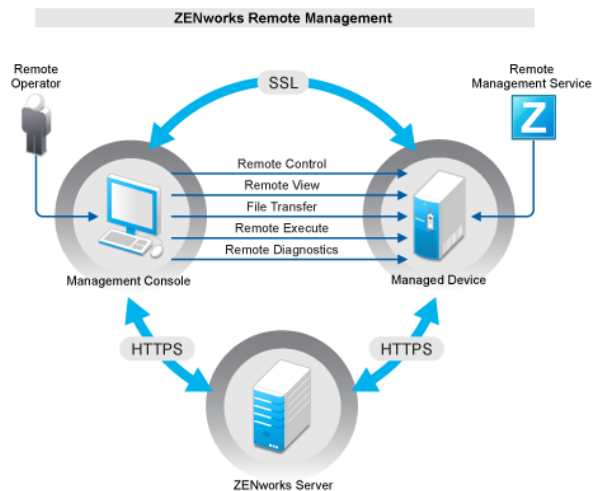 ZENworks Remote Management
Remote
Operator
SSL
Remote
Management Service
Z
Remote Control
Remote View
File Transfer
Remote Execute
Remote Diagnostics
Management Console
Managed Device
HTTPS
HTTPS
ZENworks Server